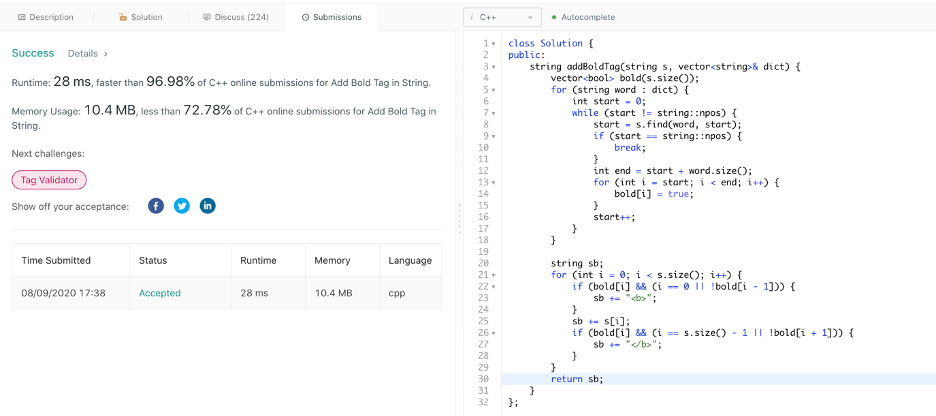 Description
Solution
Discuss (224)
Submissions
Success
Details ›
Runtime: 28 ms, faster than 96.98% of C++ online submissions for Add Bold Tag in String.
Memory Usage: 10.4 MB, less than 72.78% of C++ online submissions for Add Bold Tag in
String.
Next challenges:
Tag Validator
Show off your acceptance:
Time Submitted Status Runtime Memory Language
08/09/2020 17:38 Accepted 28 ms 10.4 MB cpp
i C++
Autocomplete
1 class Solution {
2 public:
3     string addBoldTag(string s, vector<string>& dict) {
4         vector<bool> bold(s.size());
5         for (string word : dict) {
6             int start = 0;
7             while (start != string::npos) {
8                 start = s.find(word, start);
9                 if (start == string::npos) {
10                     break;
11                 }
12                 int end = start + word.size();
13                 for (int i = start; i < end; i++) {
14                     bold[i] = true;
15                 }
16                 start++;
17             }
18         }
19
20         string sb;
21         for (int i = 0; i < s.size(); i++) {
22             if (bold[i] && (i == 0 || !bold[i - 1])) {
23                 sb += "<b>";
24             }
25             sb += s[i];
26             if (bold[i] && (i == s.size() - 1 || !bold[i + 1])) {
27                 sb += "</b>";
28             }
29         }
30         return sb;
31     }
32 };